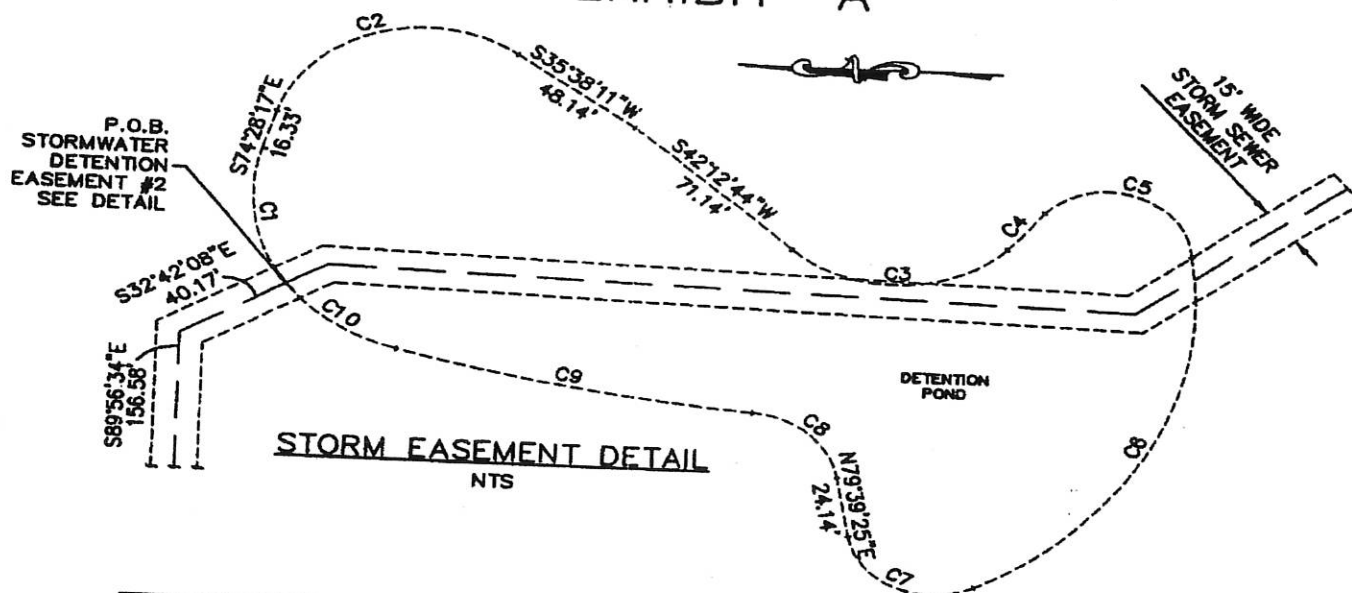 A
C2
S35°38'11"W
48.14'
S74°28'17"E
16.33'
P.O.B.
STORMWATER
DETENTION
EASEMENT #2
SEE DETAIL
C1
S42°12'44"W
71.14'
15' WIDE
STORM SEWER
EASEMENT
C5
C4
C3
S32°42'08"E
40.17'
C10
S89°56'34"E
156.58'
C9
DETENTION
POND
C8
STORM EASEMENT DETAIL
NTS
N79°39'25"E
24.14'
C6
C7